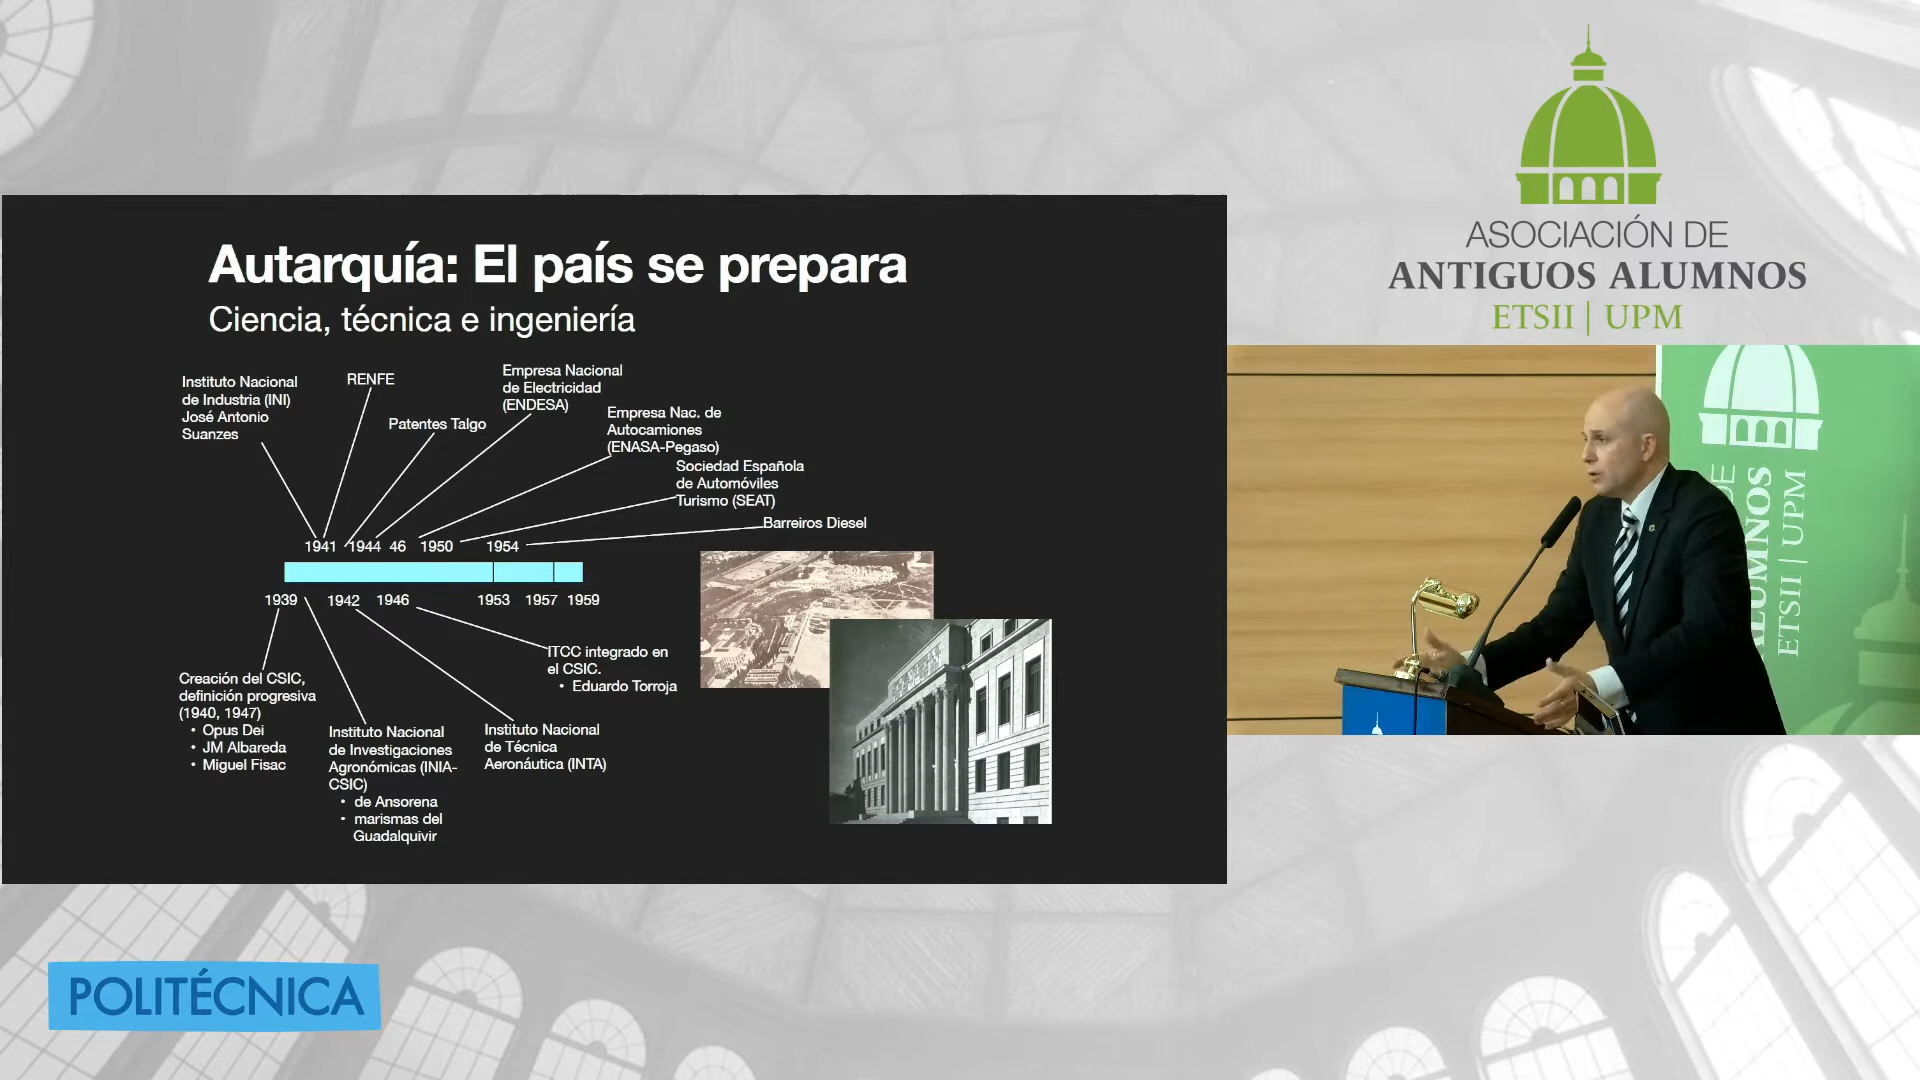 Autarquía: El país se prepara
Ciencia, técnica e ingeniería
Instituto Nacional
de Industria (INI)
José Antonio
Suanzes
RENFE
Patentes Talgo
Empresa Nacional
de Electricidad
(ENDESA)
Empresa Nac. de
Autocamiones
(ENASA-Pegaso)
Sociedad Española
de Automóviles
Turismo (SEAT)
Barreiros Diesel
1941 1944 46 1950 1954
1939 1942 1946 1953 1957 1959
Creación del CSIC,
definición progresiva
(1940, 1947)
• Opus Dei
• JM Albareda
• Miguel Fisac
Instituto Nacional
de Investigaciones
Agronómicas (INIA-
CSIC)
• de Ansorena
• marismas del
Guadalquivir
Instituto Nacional
de Técnica
Aeronáutica (INTA)
ITCC integrado en
el CSIC.
• Eduardo Torroja
ASOCIACIÓN DE
ANTIGUOS ALUMNOS
ETSII | UPM
DE
ALUMNOS
ETSII | UPM
POLITÉCNICA